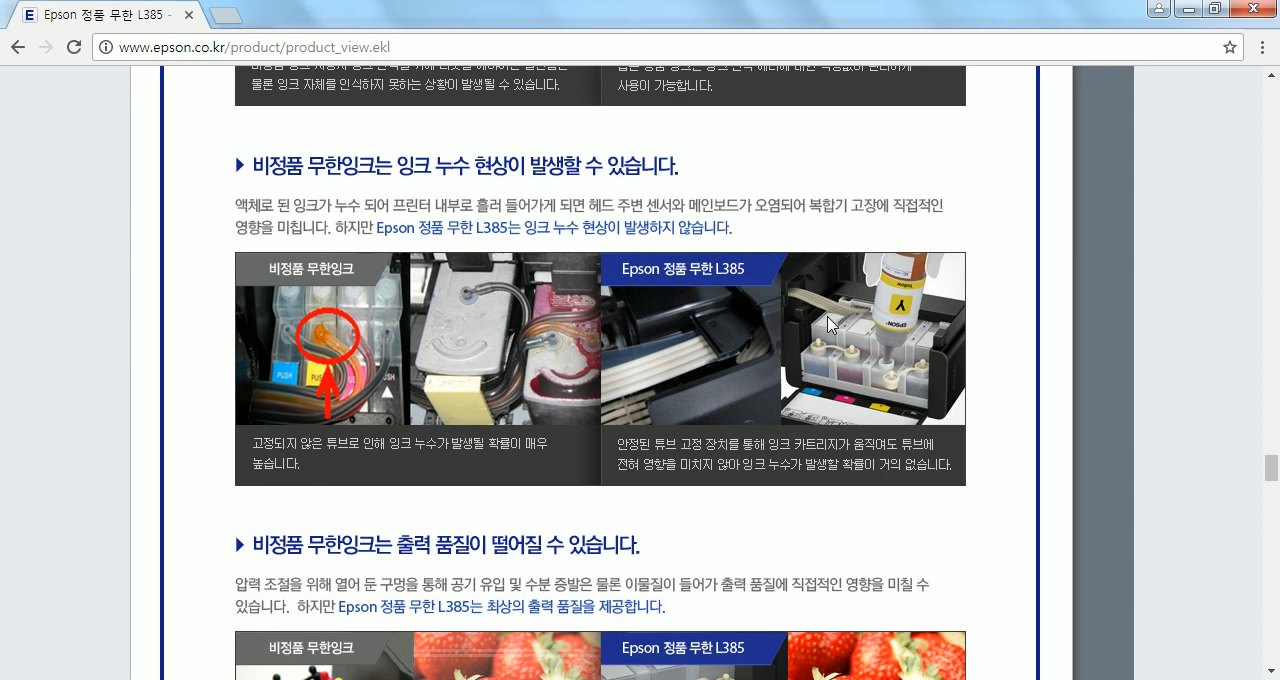 Epson 정품 무한 L385 -
www.epson.co.kr/product/product_view.ekl
물론 잉크 자체를 인식하지 못하는 상황이 발생될 수 있습니다.
사용이 가능합니다.
비정품 무한잉크는 잉크 누수 현상이 발생할 수 있습니다.
액체로 된 잉크가 누수 되어 프린터 내부로 흘러 들어가게 되면 헤드 주변 센서와 메인보드가 오염되어 복합기 고장에 직접적인
영향을 미칩니다. 하지만 Epson 정품 무한 L385는 잉크 누수 현상이 발생하지 않습니다.
비정품 무한잉크
Epson 정품 무한 L385
PUSH
PUSH
Yellow
Y
EPSON
고정되지 않은 튜브로 인해 잉크 누수가 발생될 확률이 매우
높습니다.
안정된 튜브 고정 장치를 통해 잉크 카트리지가 움직여도 튜브에
전혀 영향을 미치지 않아 잉크 누수가 발생할 확률이 거의 없습니다.
비정품 무한잉크는 출력 품질이 떨어질 수 있습니다.
압력 조절을 위해 열어 둔 구멍을 통해 공기 유입 및 수분 증발은 물론 이물질이 들어가 출력 품질에 직접적인 영향을 미칠 수
있습니다. 하지만 Epson 정품 무한 L385는 최상의 출력 품질을 제공합니다.
비정품 무한잉크
Epson 정품 무한 L385